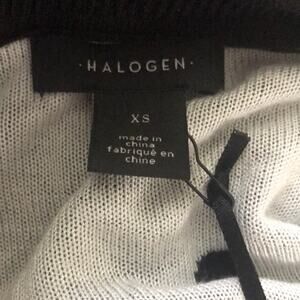 ·HALOGEN·
XS
made in
china
fabriqué en
chine